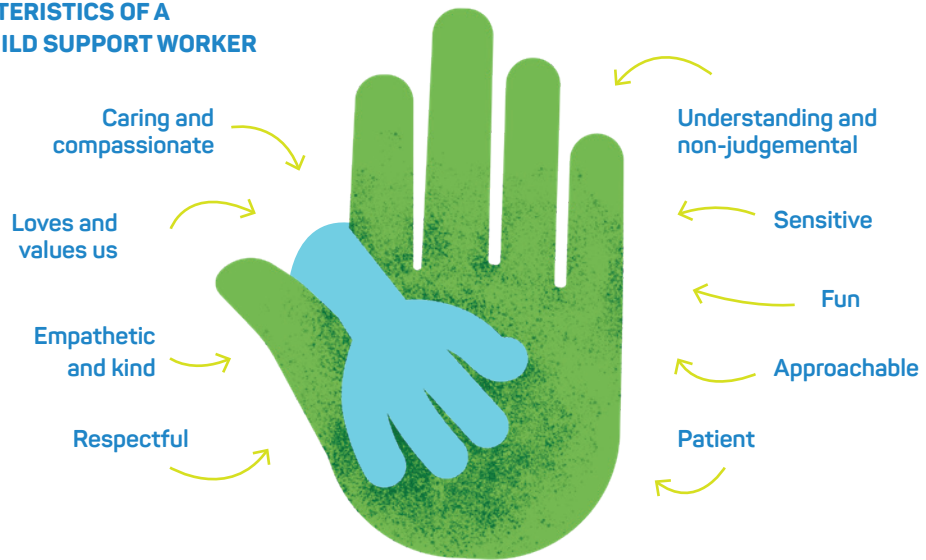 TERISTICS OF A
ILD SUPPORT WORKER
Caring and
compassionate
Loves and
values us
Empathetic
and kind
Respectful
Understanding and
non-judgemental
Sensitive
Fun
Approachable
Patient